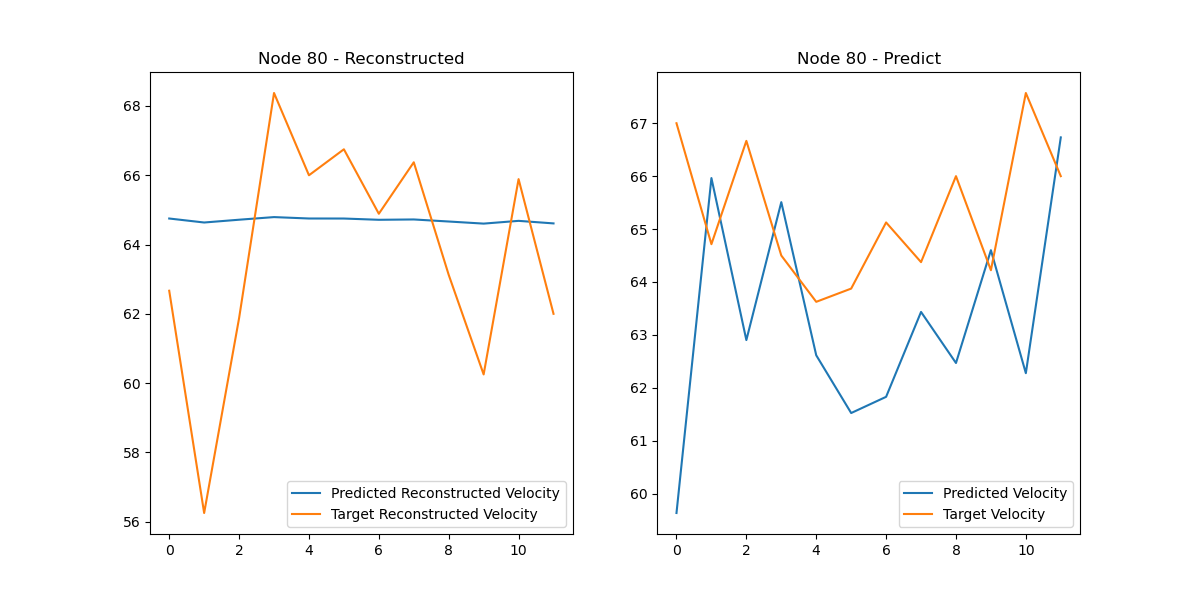 Node 80 - Reconstructed
68
66
64
62
60
58
56
0 2 4 6 8 10
Predicted Reconstructed Velocity
Target Reconstructed Velocity
Node 80 - Predict
67
66
65
64
63
62
61
60
0 2 4 6 8 10
Predicted Velocity
Target Velocity